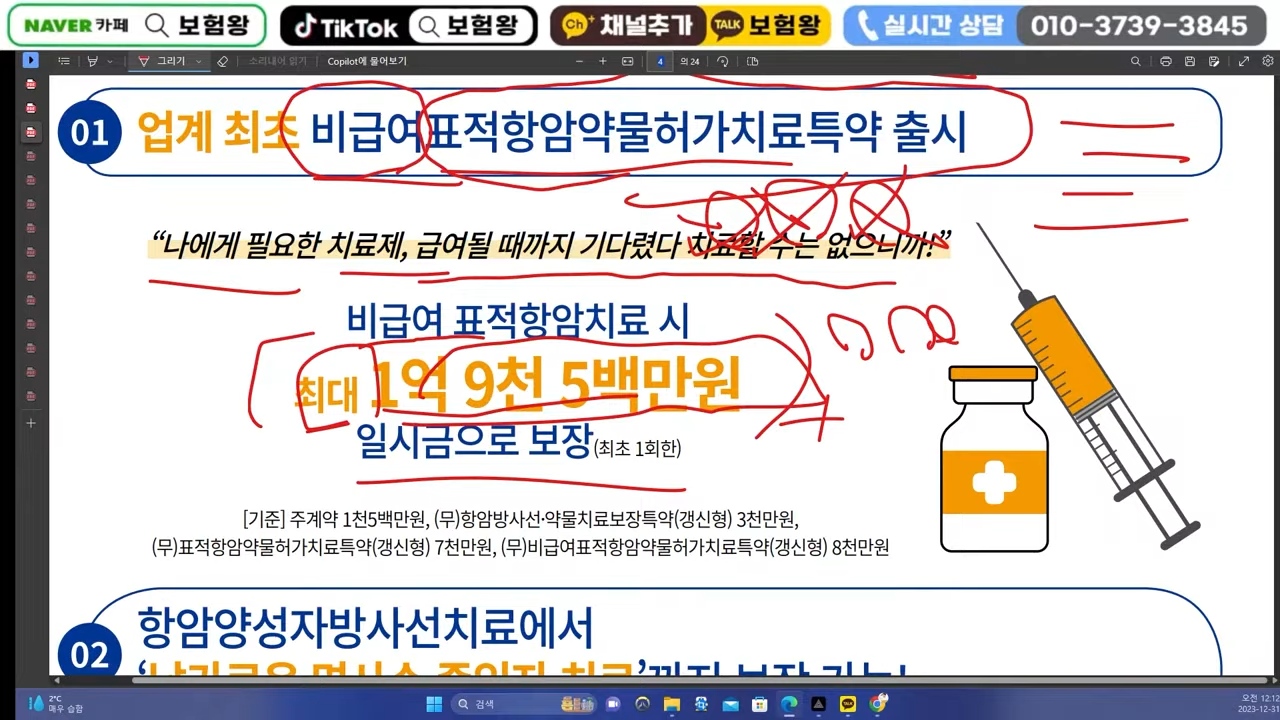 NAVER 카페 보험왕 TikTok 보험왕 Ch+ 채널추가 TALK 보험왕 실시간 상담 010-3739-3845
그리기 소리내어 읽기 Copilot에 물어보기 4 의 24
01 업계 최초 비급여표적항암약물허가치료특약 출시
“나에게 필요한 치료제, 급여될 때까지 기다렸다 치료할 수는 없으니까!”
비급여 표적항암치료 시
최대 1억 9천 5백만원
일시금으로 보장(최초 1회한)
[기준] 주계약 1천5백만원, (무)항암방사선·약물치료보장특약(갱신형) 3천만원,
(무)표적항암약물허가치료특약(갱신형) 7천만원, (무)비급여표적항암약물허가치료특약(갱신형) 8천만원
02 항암양성자방사선치료에서
2°C
매우 습함
검색
오전 12:12
2023-12-31